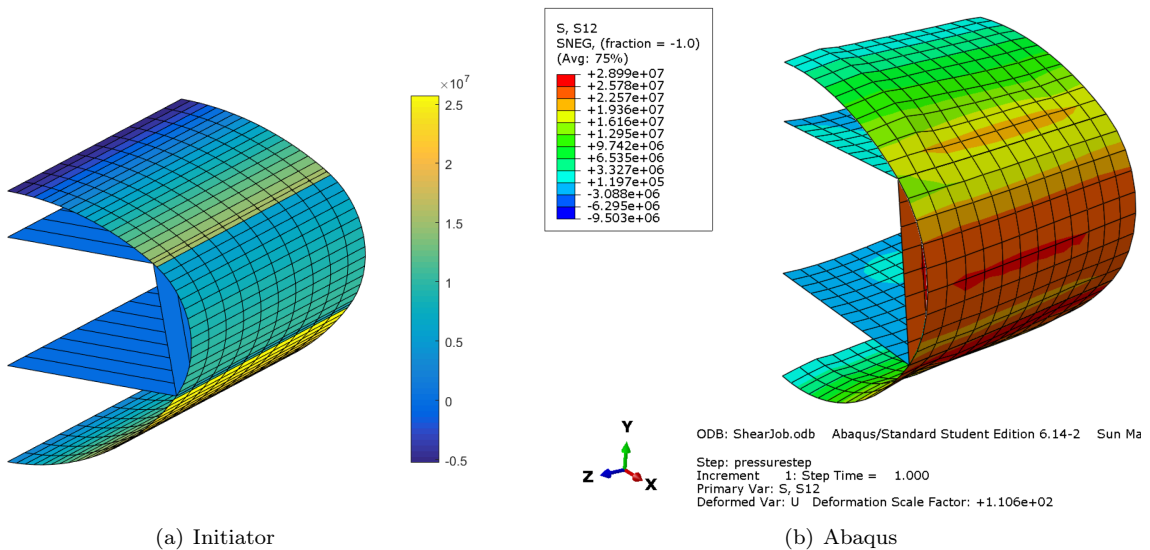 ×10⁷
2.5
2
1.5
1
0.5
0
-0.5
S, S12
SNEG, (fraction = -1.0)
(Avg: 75%)
+2.899e+07
+2.578e+07
+2.257e+07
+1.936e+07
+1.616e+07
+1.295e+07
+9.742e+06
+6.535e+06
+3.327e+06
+1.197e+05
-3.088e+06
-6.295e+06
-9.503e+06
Y
Z
X
ODB: ShearJob.odb Abaqus/Standard Student Edition 6.14-2 Sun Ma
Step: pressurestep
Increment 1: Step Time = 1.000
Primary Var: S, S12
Deformed Var: U Deformation Scale Factor: +1.106e+02
(a) Initiator
(b) Abaqus